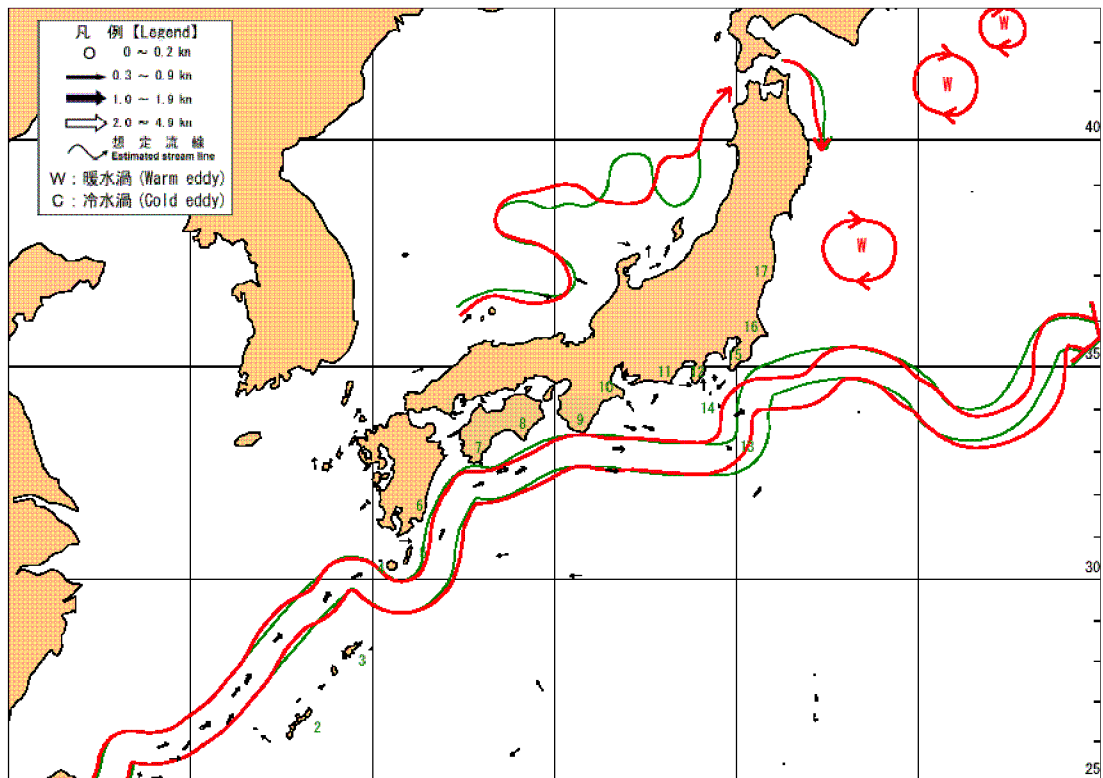 凡 例【Legend】
0 ~ 0.2 kn
0.3 ~ 0.9 kn
1.0 ~ 1.9 kn
2.0 ~ 4.9 kn
想 定 流 線
Estimated stream line
W : 暖水渦 (Warm eddy)
C : 冷水渦 (Cold eddy)
W
W
40
W
17
16
15
35
11
10
14
9
8
7
13
6
30
3
2
25